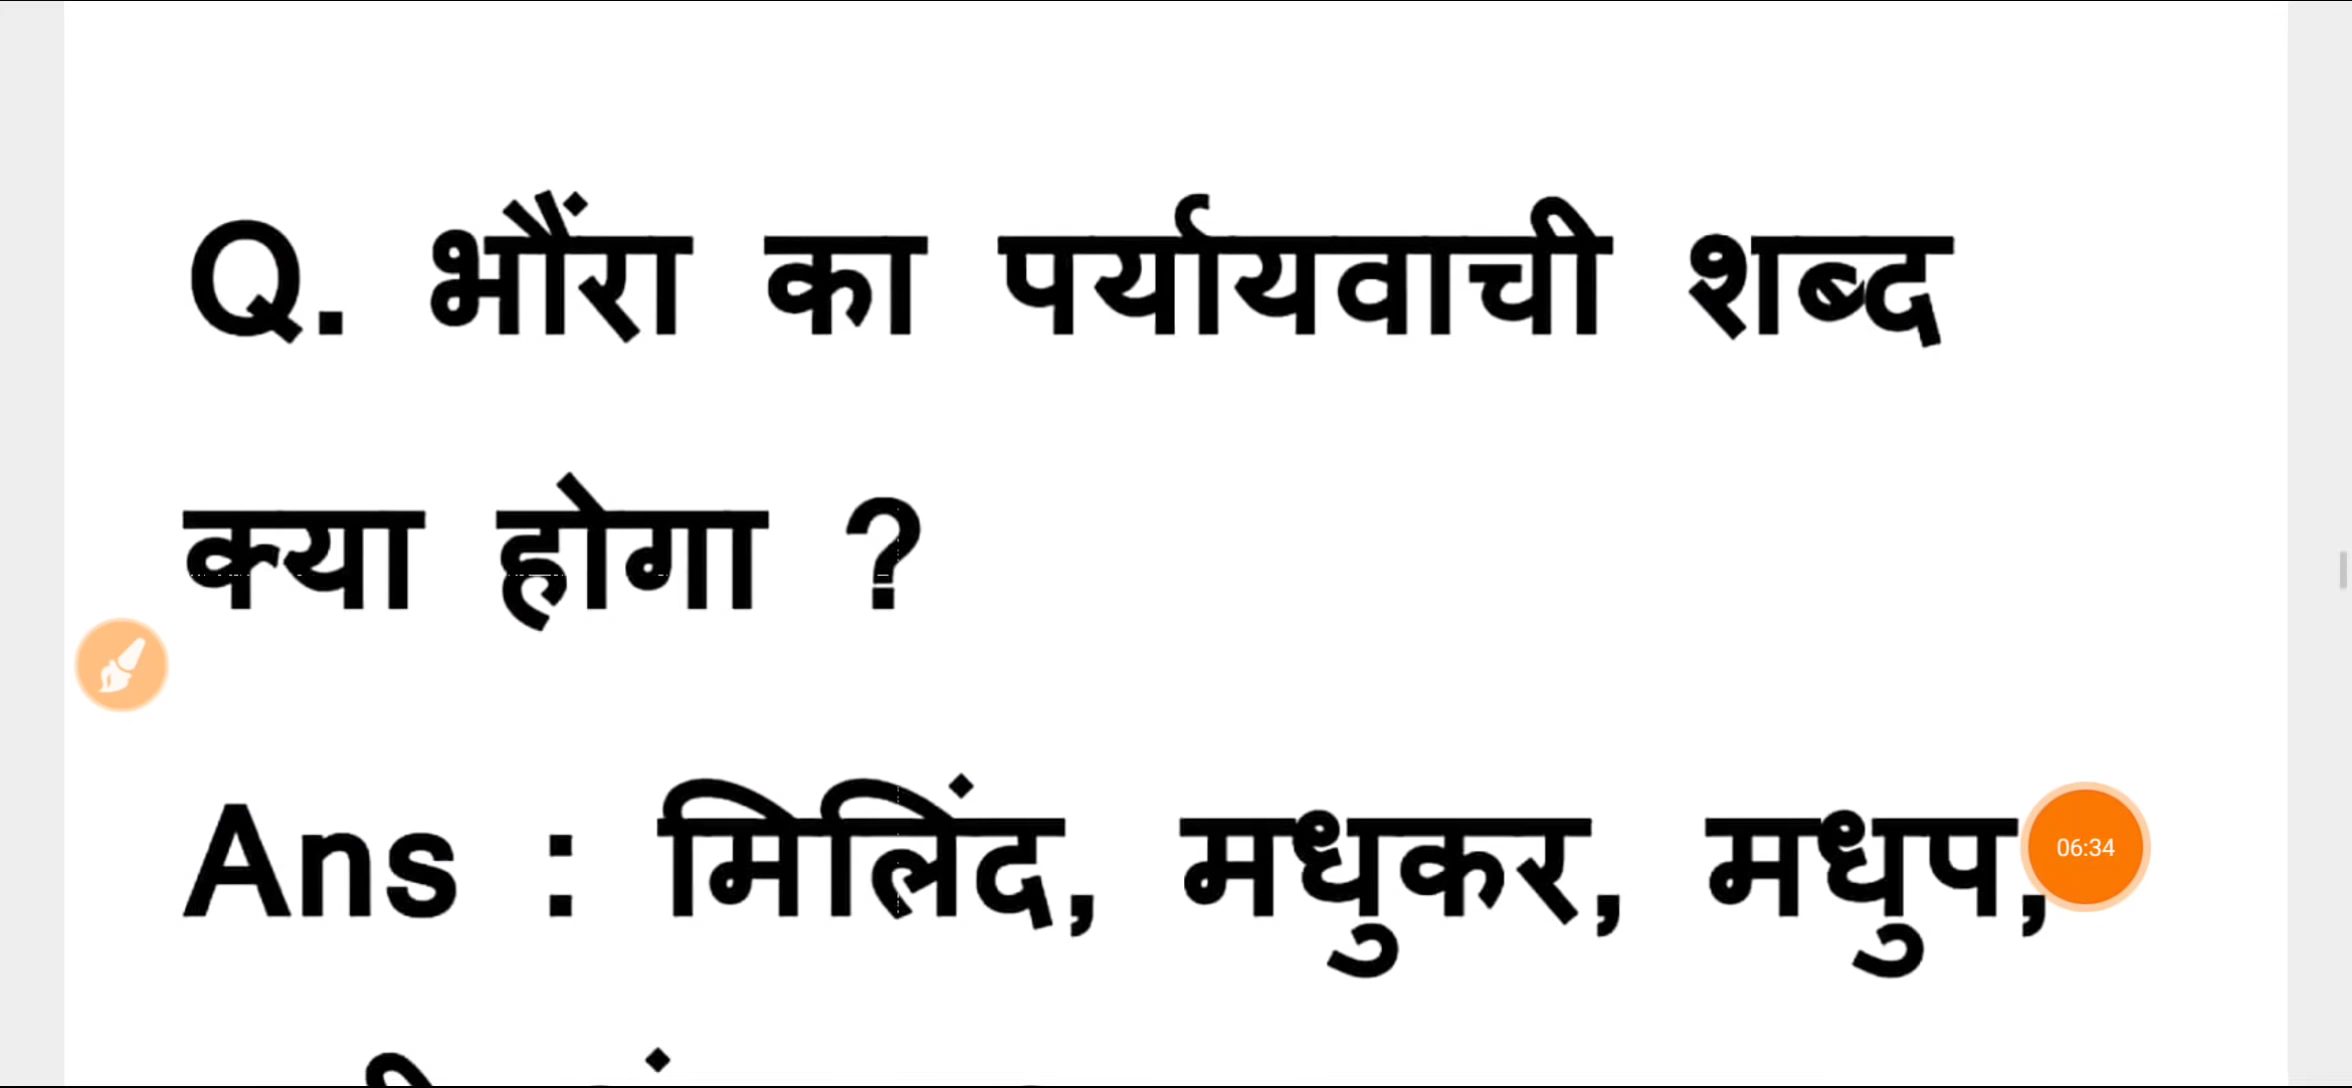 Q. भौंरा का पर्यायवाची शब्द
क्या होगा ?
Ans : मिलिंद, मधुकर, मधुप,
06:34